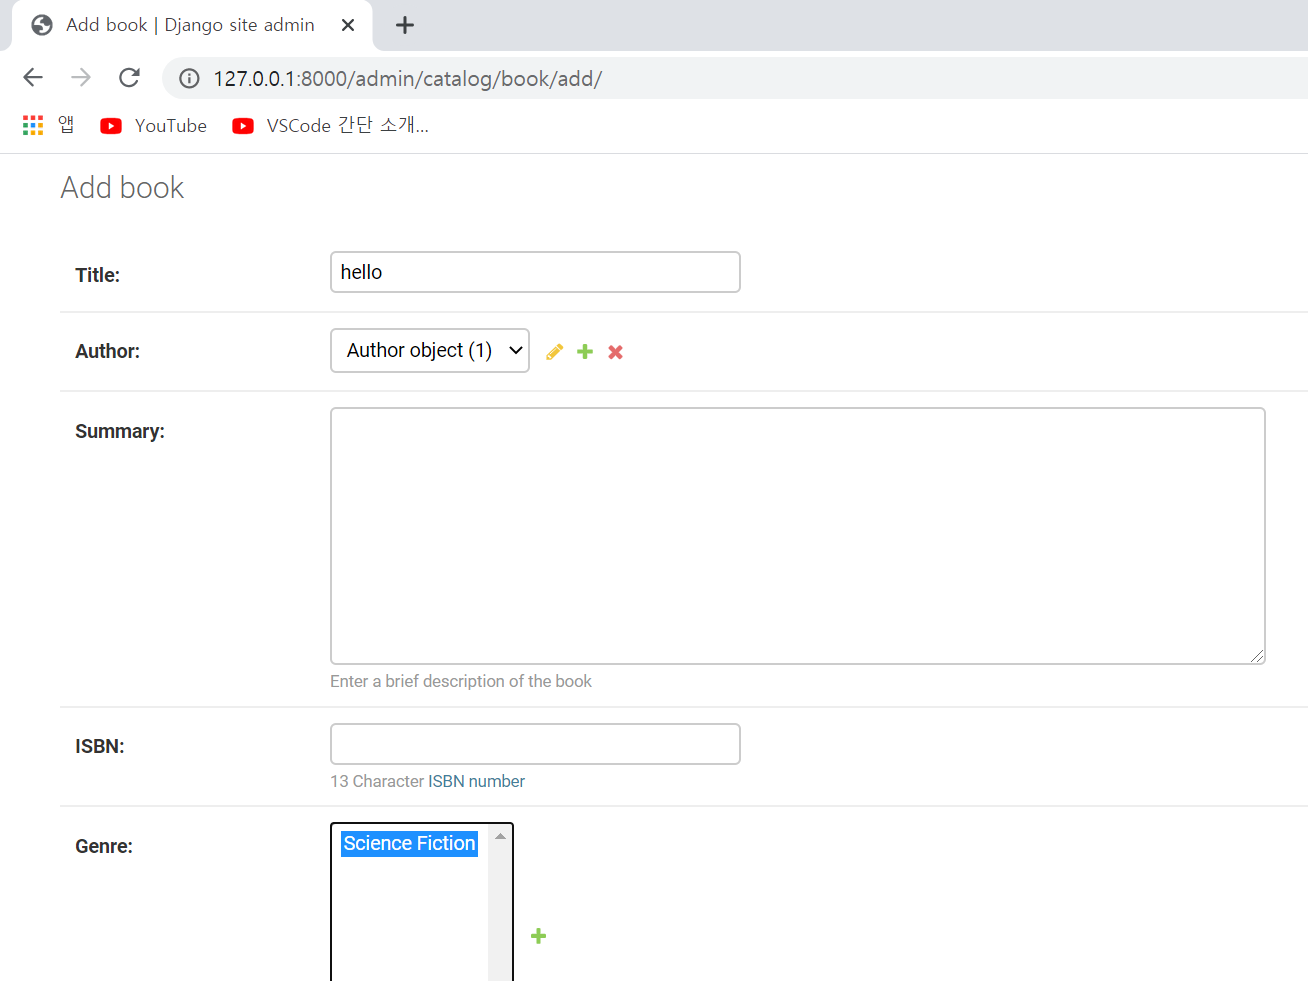 Add book | Django site admin
127.0.0.1:8000/admin/catalog/book/add/
앱 YouTube VSCode 간단 소개...
Add book
Title: hello
Author: Author object (1)
Summary:
Enter a brief description of the book
ISBN:
13 Character ISBN number
Genre: Science Fiction